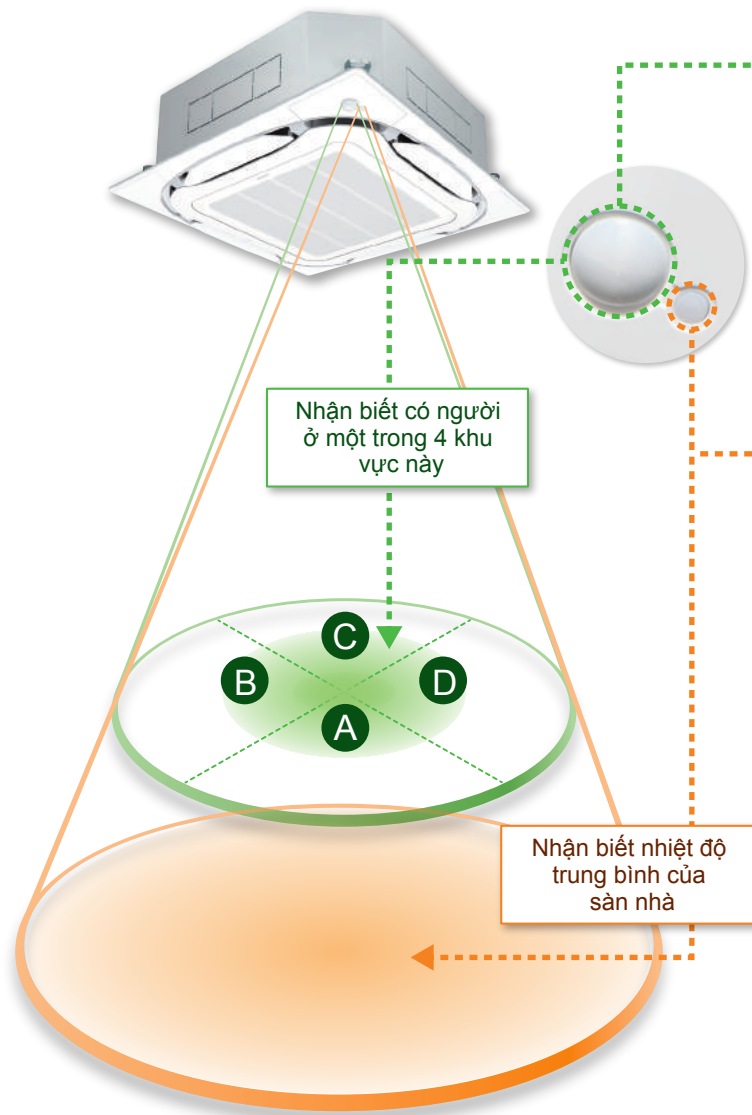 Nhận biết có người
ở một trong 4 khu
vực này
C
B
D
A
Nhận biết nhiệt độ
trung bình của
sàn nhà